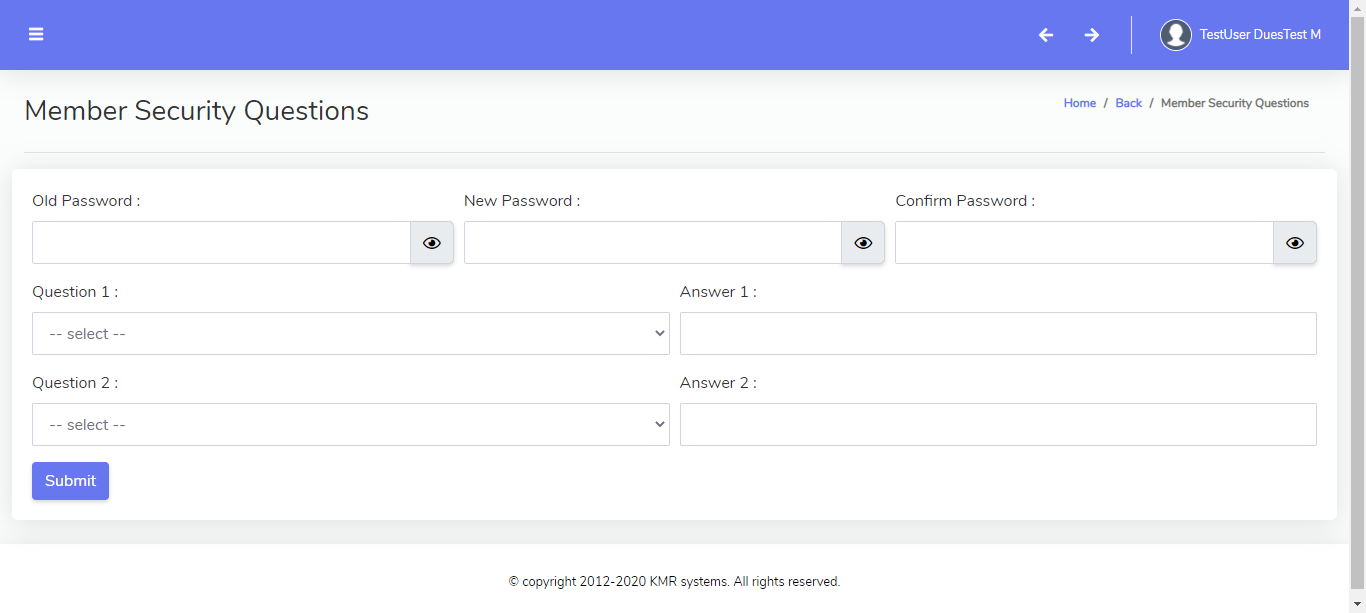 TestUser DuesTest M
Member Security Questions
Home / Back / Member Security Questions
Old Password :
New Password :
Confirm Password :
Question 1 :
Answer 1 :
-- select --
Question 2 :
Answer 2 :
-- select --
Submit
© copyright 2012-2020 KMR systems. All rights reserved.